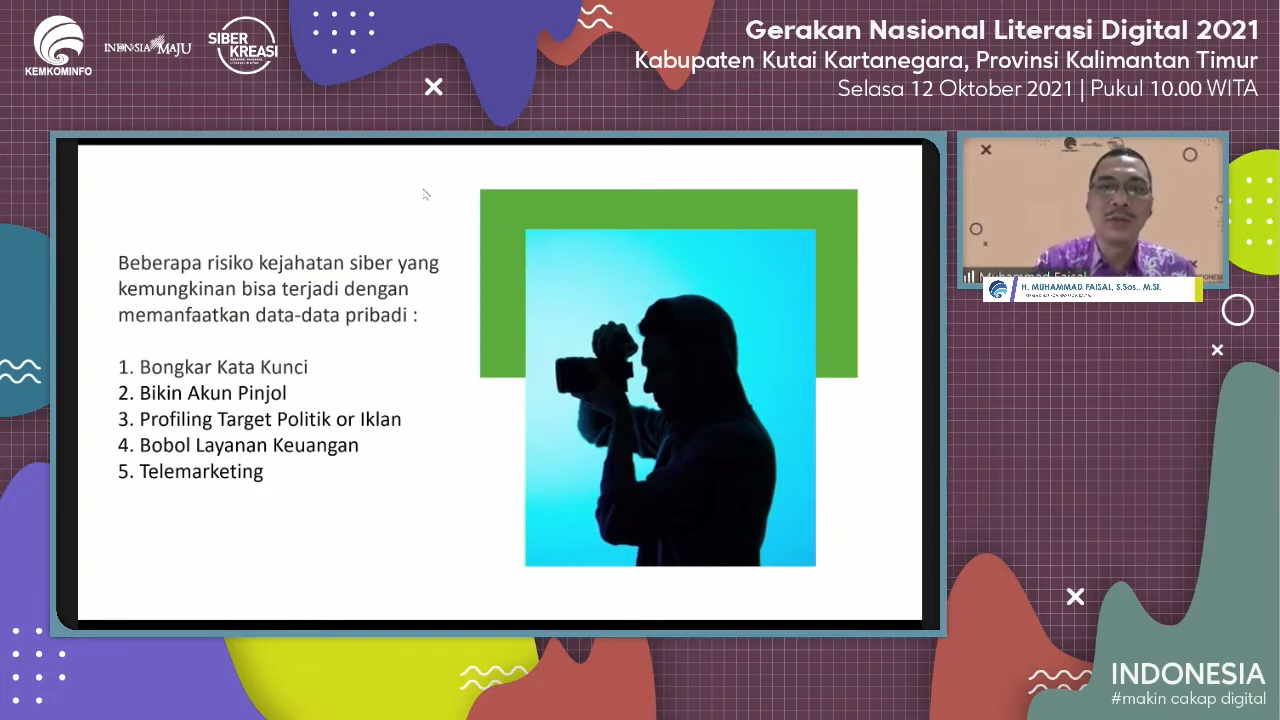 KEMKOMINFO
INDONESIA MAJU
SIBER
KREASI
Gerakan Nasional Literasi Digital 2021
Kabupaten Kutai Kartanegara, Provinsi Kalimantan Timur
Selasa 12 Oktober 2021 | Pukul 10.00 WITA
Beberapa risiko kejahatan siber yang
kemungkinan bisa terjadi dengan
memanfaatkan data-data pribadi :
1. Bongkar Kata Kunci
2. Bikin Akun Pinjol
3. Profiling Target Politik or Iklan
4. Bobol Layanan Keuangan
5. Telemarketing
Muhammad Faisal
H. MUHAMMAD FAISAL, S.Sos., M.SI.
INDONESIA
#makin cakap digital